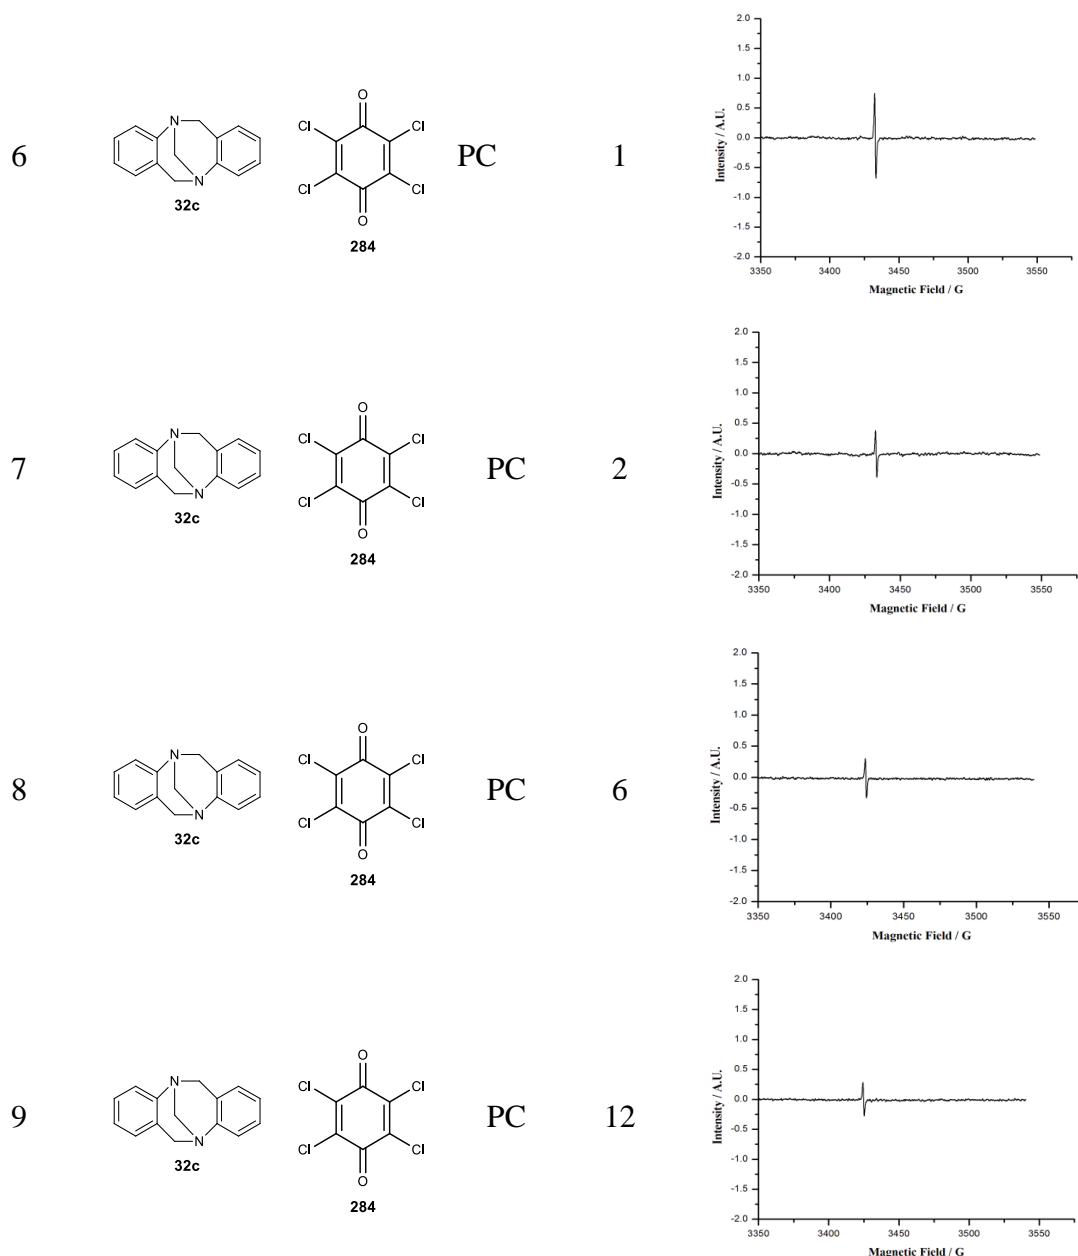 6
N
N
32c
O
Cl
Cl
Cl
Cl
O
284
PC
1
2.0
1.5
1.0
0.5
0.0
-0.5
-1.0
-1.5
-2.0
Intensity / A.U.
3350 3400 3450 3500 3550
Magnetic Field / G
7
N
N
32c
O
Cl
Cl
Cl
Cl
O
284
PC
2
2.0
1.5
1.0
0.5
0.0
-0.5
-1.0
-1.5
-2.0
Intensity / A.U.
3350 3400 3450 3500 3550
Magnetic Field / G
8
N
N
32c
O
Cl
Cl
Cl
Cl
O
284
PC
6
2.0
1.5
1.0
0.5
0.0
-0.5
-1.0
-1.5
-2.0
Intensity / A.U.
3350 3400 3450 3500 3550
Magnetic Field / G
9
N
N
32c
O
Cl
Cl
Cl
Cl
O
284
PC
12
2.0
1.5
1.0
0.5
0.0
-0.5
-1.0
-1.5
-2.0
Intensity / A.U.
3350 3400 3450 3500 3550
Magnetic Field / G